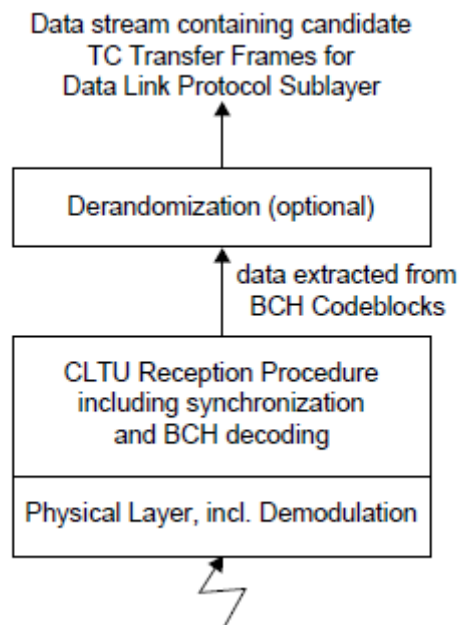 Data stream containing candidate
TC Transfer Frames for
Data Link Protocol Sublayer
Derandomization (optional)
data extracted from
BCH Codeblocks
CLTU Reception Procedure
including synchronization
and BCH decoding
Physical Layer, incl. Demodulation